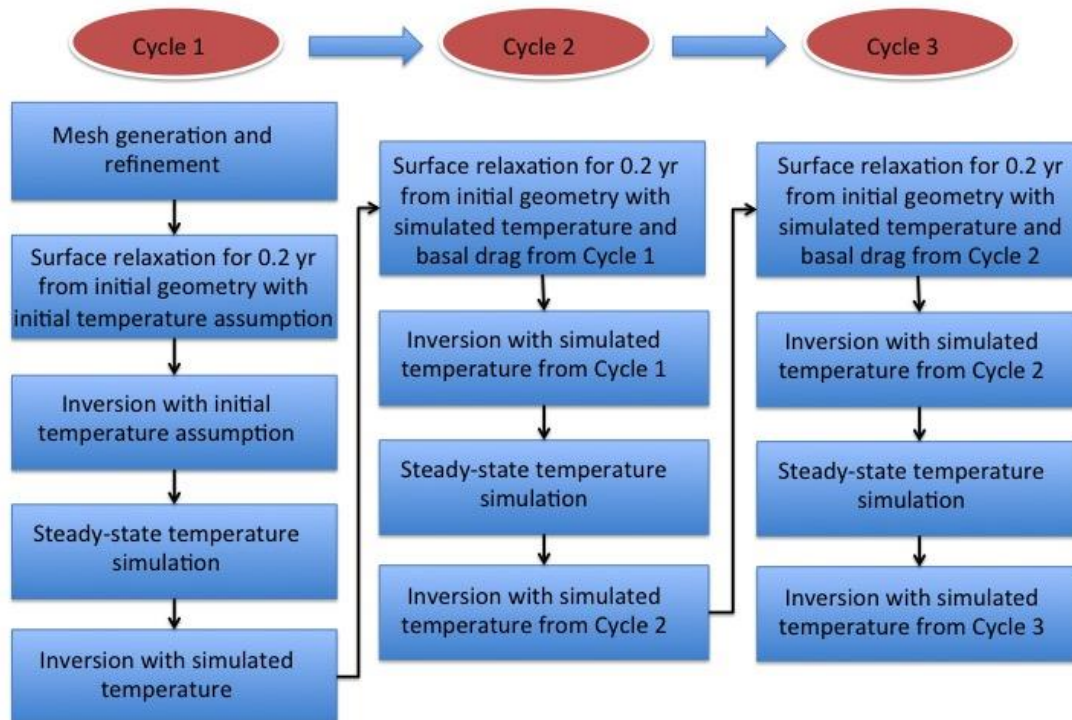 Cycle 1
Cycle 2
Cycle 3
Mesh generation and
refinement
Surface relaxation for 0.2 yr
from initial geometry with
initial temperature assumption
Inversion with initial
temperature assumption
Steady-state temperature
simulation
Inversion with simulated
temperature
Surface relaxation for 0.2 yr
from initial geometry with
simulated temperature and
basal drag from Cycle 1
Inversion with simulated
temperature from Cycle 1
Steady-state temperature
simulation
Inversion with simulated
temperature from Cycle 2
Surface relaxation for 0.2 yr
from initial geometry with
simulated temperature and
basal drag from Cycle 2
Inversion with simulated
temperature from Cycle 2
Steady-state temperature
simulation
Inversion with simulated
temperature from Cycle 3